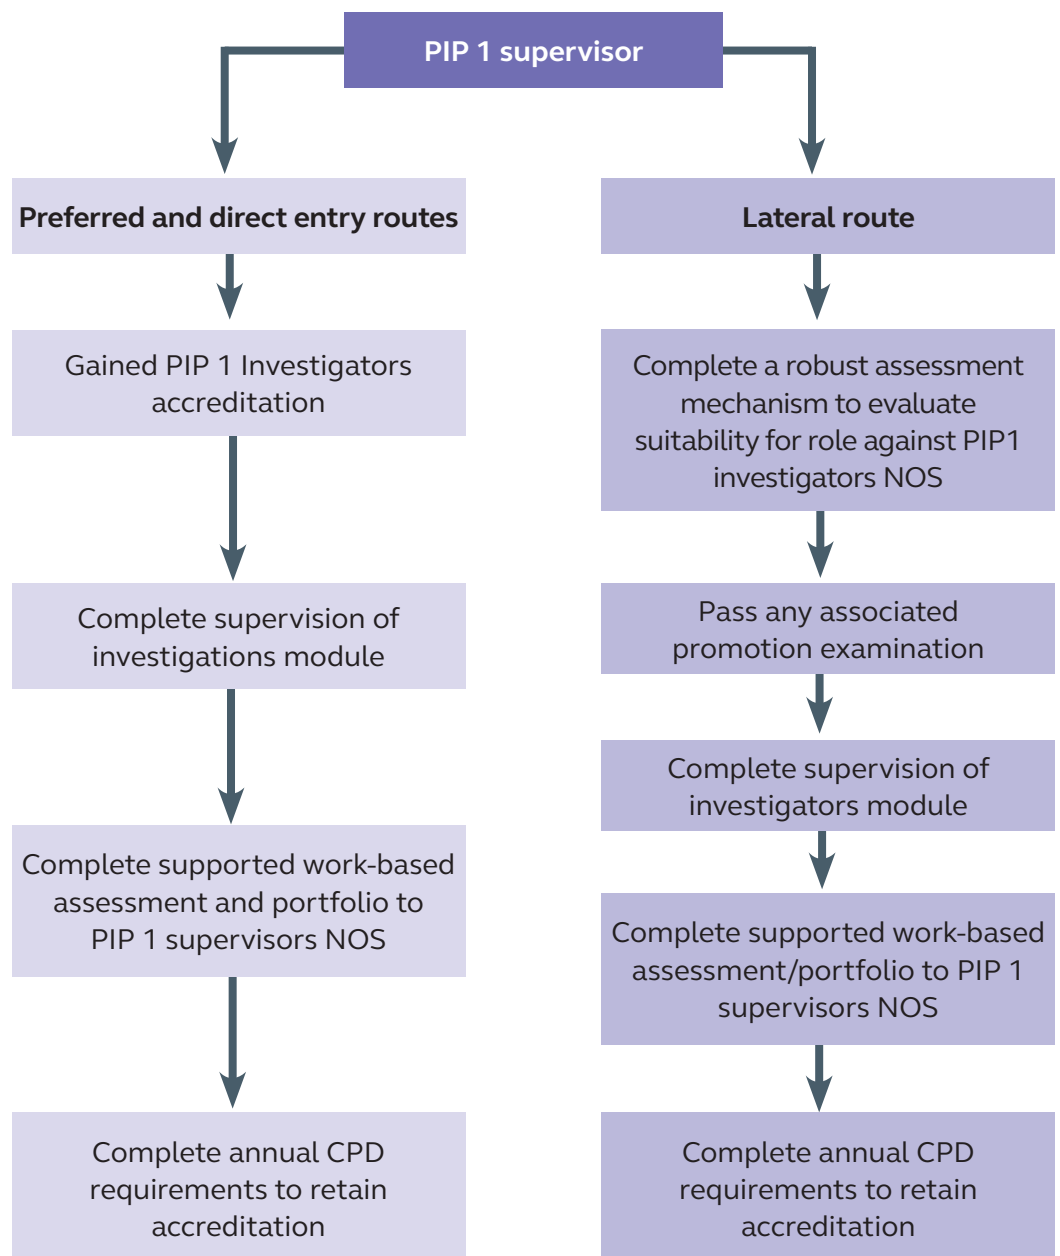 PIP 1 supervisor
Preferred and direct entry routes
Gained PIP 1 Investigators
accreditation
Complete supervision of
investigations module
Complete supported work-based
assessment and portfolio to
PIP 1 supervisors NOS
Complete annual CPD
requirements to retain
accreditation
Lateral route
Complete a robust assessment
mechanism to evaluate
suitability for role against PIP1
investigators NOS
Pass any associated
promotion examination
Complete supervision of
investigators module
Complete supported work-based
assessment/portfolio to PIP 1
supervisors NOS
Complete annual CPD
requirements to retain
accreditation